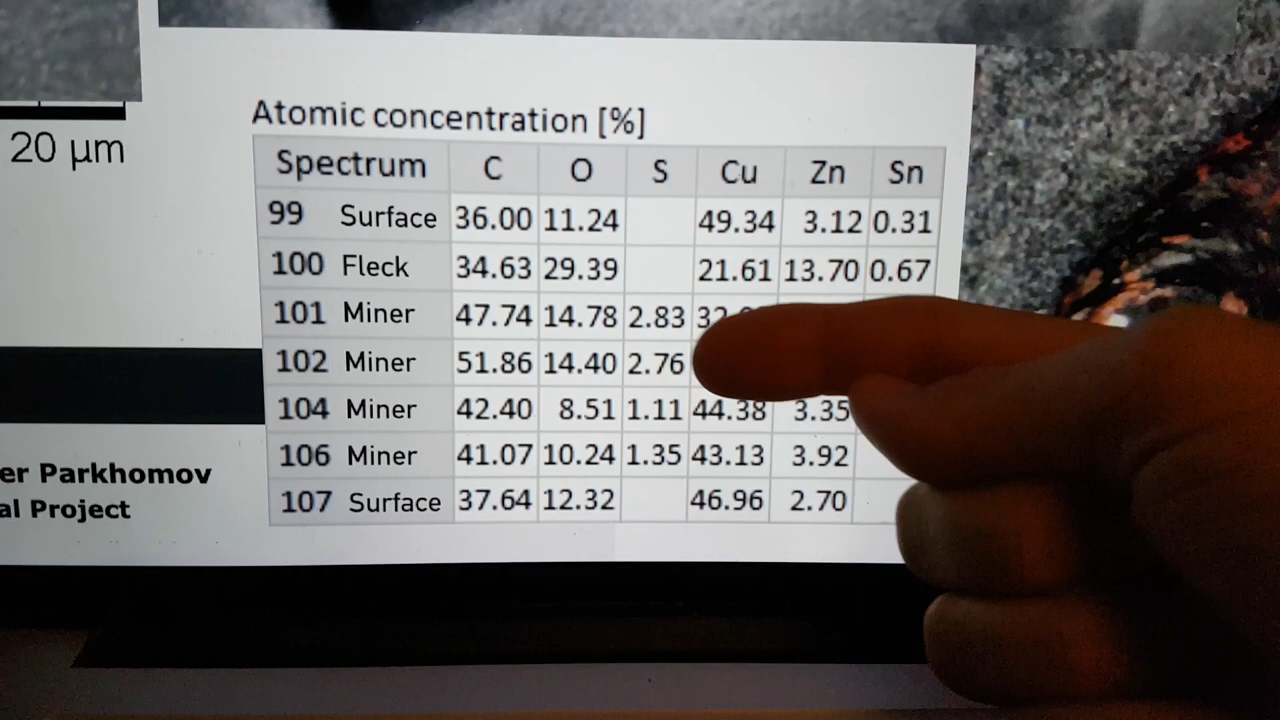 20 µm
Atomic concentration [%]
Spectrum C O S Cu Zn Sn
99 Surface 36.00 11.24 49.34 3.12 0.31
100 Fleck 34.63 29.39 21.61 13.70 0.67
101 Miner 47.74 14.78 2.83
102 Miner 51.86 14.40 2.76
104 Miner 42.40 8.51 1.11 44.38 3.35
106 Miner 41.07 10.24 1.35 43.13 3.92
107 Surface 37.64 12.32 46.96 2.70
er Parkhomov
al Project